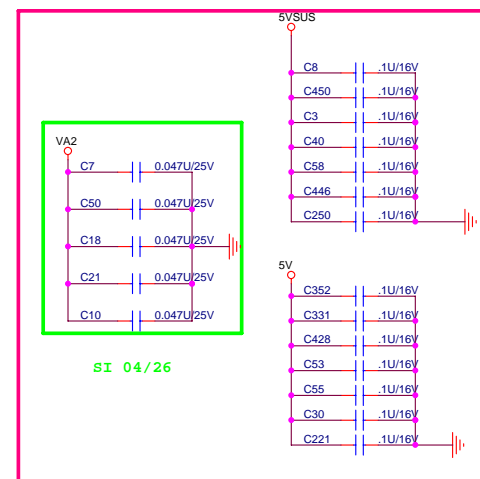 5VSUS
C8 .1U/16V
C450 .1U/16V
C3 .1U/16V
C40 .1U/16V
C58 .1U/16V
C446 .1U/16V
C250 .1U/16V
VA2
C7 0.047U/25V
C50 0.047U/25V
C18 0.047U/25V
C21 0.047U/25V
C10 0.047U/25V
SI 04/26
5V
C352 .1U/16V
C331 .1U/16V
C428 .1U/16V
C53 .1U/16V
C55 .1U/16V
C30 .1U/16V
C221 .1U/16V